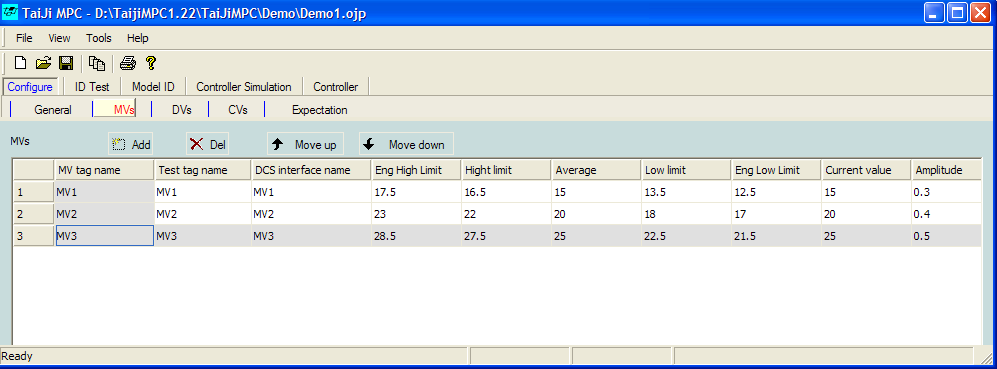 TaiJi MPC - D:\TaijiMPC1.22\TaiJiMPC\Demo\Demo1.ojp
File View Tools Help
Configure ID Test Model ID Controller Simulation Controller
General MVs DVs CVs Expectation
MVs Add Del Move up Move down
MV tag name Test tag name DCS interface name Eng High Limit Hight limit Average Low limit Eng Low Limit Current value Amplitude
1 MV1 MV1 MV1 17.5 16.5 15 13.5 12.5 15 0.3
2 MV2 MV2 MV2 23 22 20 18 17 20 0.4
3 MV3 MV3 MV3 28.5 27.5 25 22.5 21.5 25 0.5
Ready